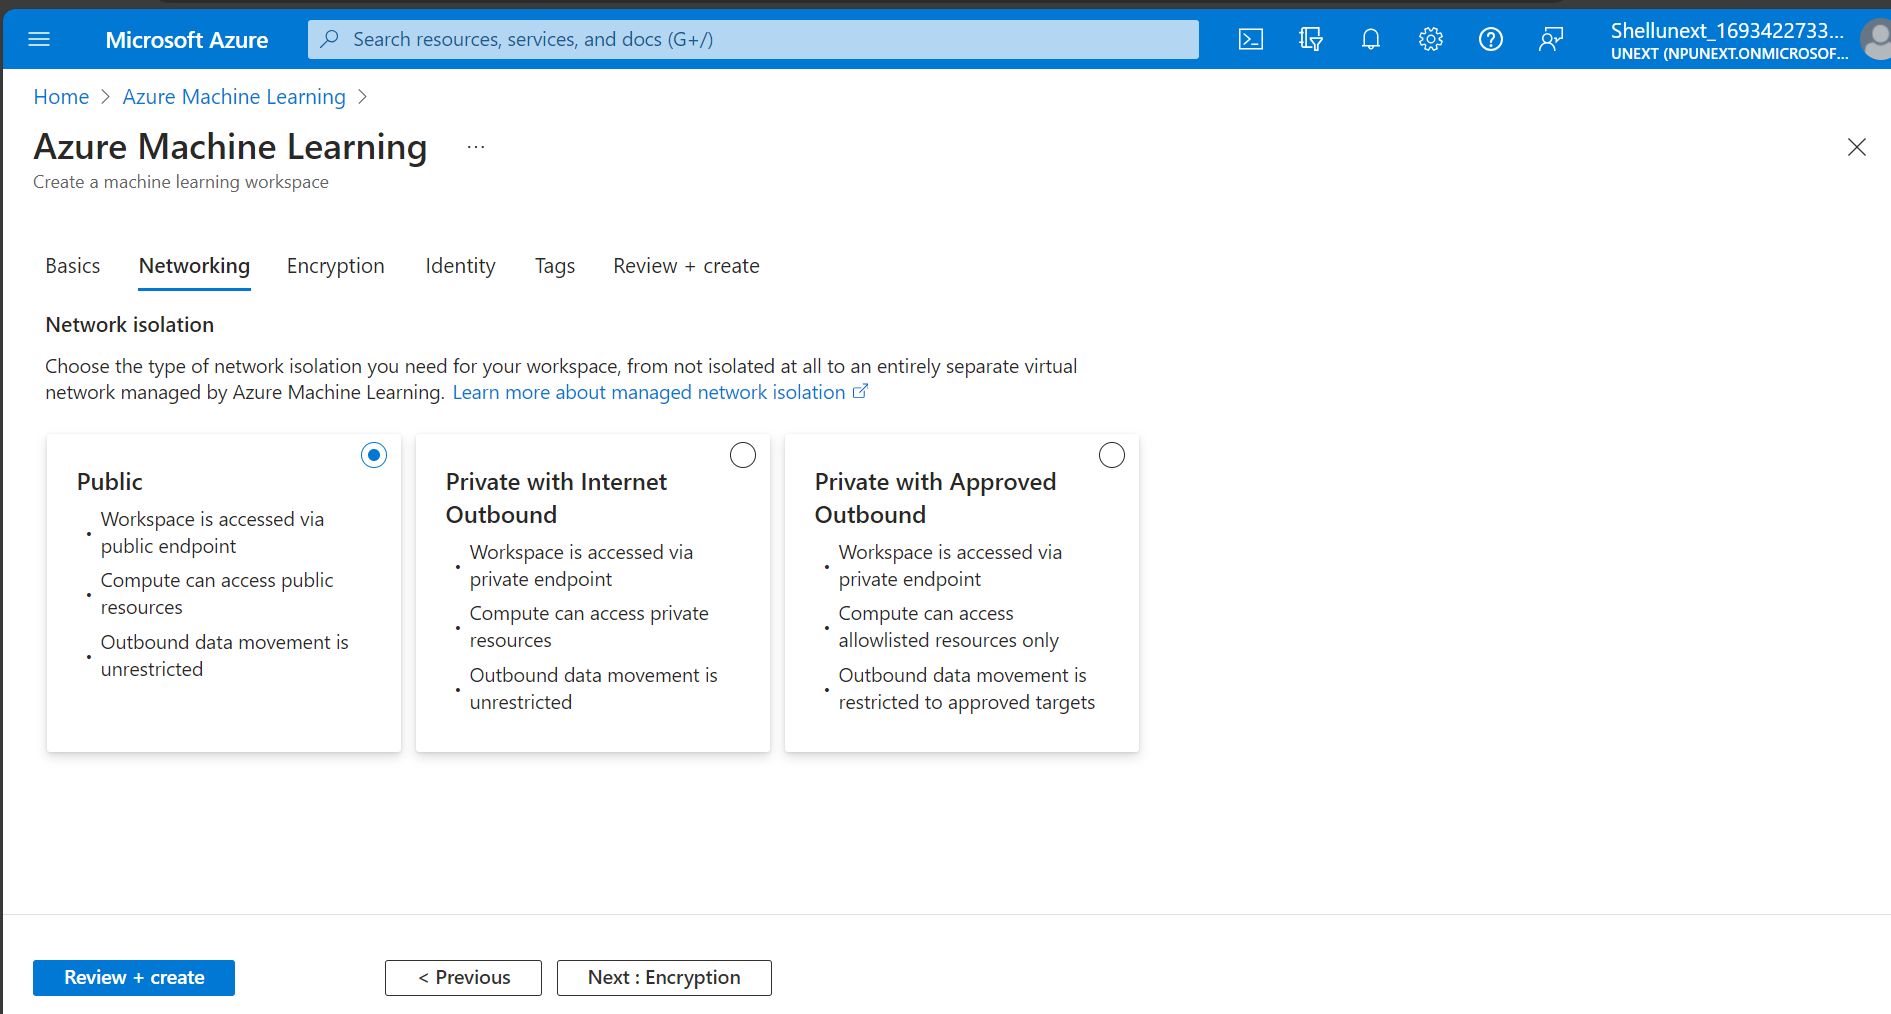 Microsoft Azure
Search resources, services, and docs (G+/)
Shellunext_1693422733...
UNEXT (NPUNEXT.ONMICROSOF...
Home > Azure Machine Learning >
Azure Machine Learning ...
Create a machine learning workspace
Basics Networking Encryption Identity Tags Review + create
Network isolation
Choose the type of network isolation you need for your workspace, from not isolated at all to an entirely separate virtual
network managed by Azure Machine Learning. Learn more about managed network isolation
Public
• Workspace is accessed via
public endpoint
• Compute can access public
resources
• Outbound data movement is
unrestricted
Private with Internet
Outbound
• Workspace is accessed via
private endpoint
• Compute can access private
resources
• Outbound data movement is
unrestricted
Private with Approved
Outbound
• Workspace is accessed via
private endpoint
• Compute can access
allowlisted resources only
• Outbound data movement is
restricted to approved targets
Review + create
< Previous
Next : Encryption